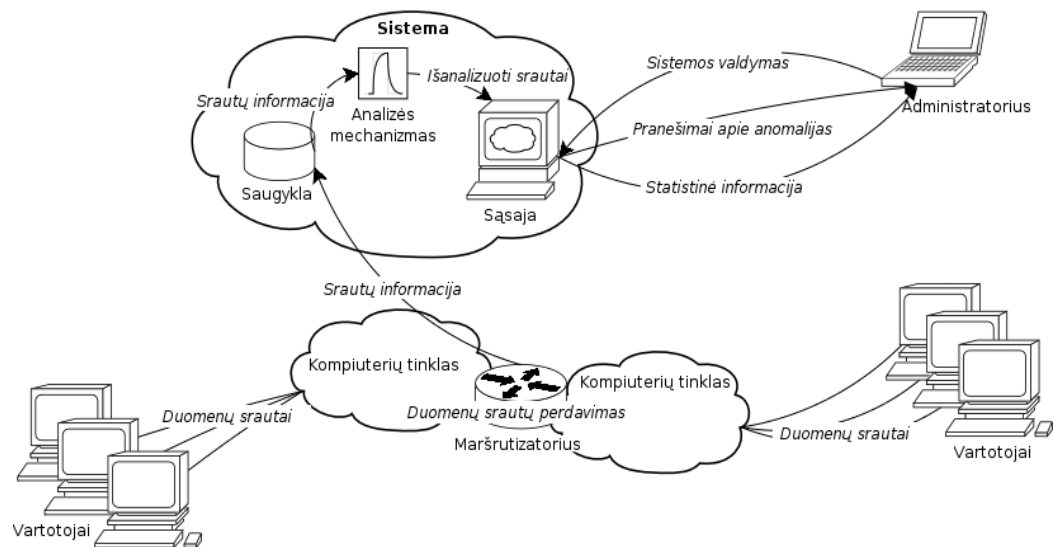 Sistema
Išanalizuoti srautai
Srautų informacija
Analizės
mechanizmas
Saugykla
Sąsaja
Sistemos valdymas
Administratorius
Pranešimai apie anomalijas
Statistinė informacija
Srautų informacija
Kompiuterių tinklas
Kompiuterių tinklas
Duomenų srautų perdavimas
Maršrutizatorius
Duomenų srautai
Vartotojai
Duomenų srautai
Vartotojai